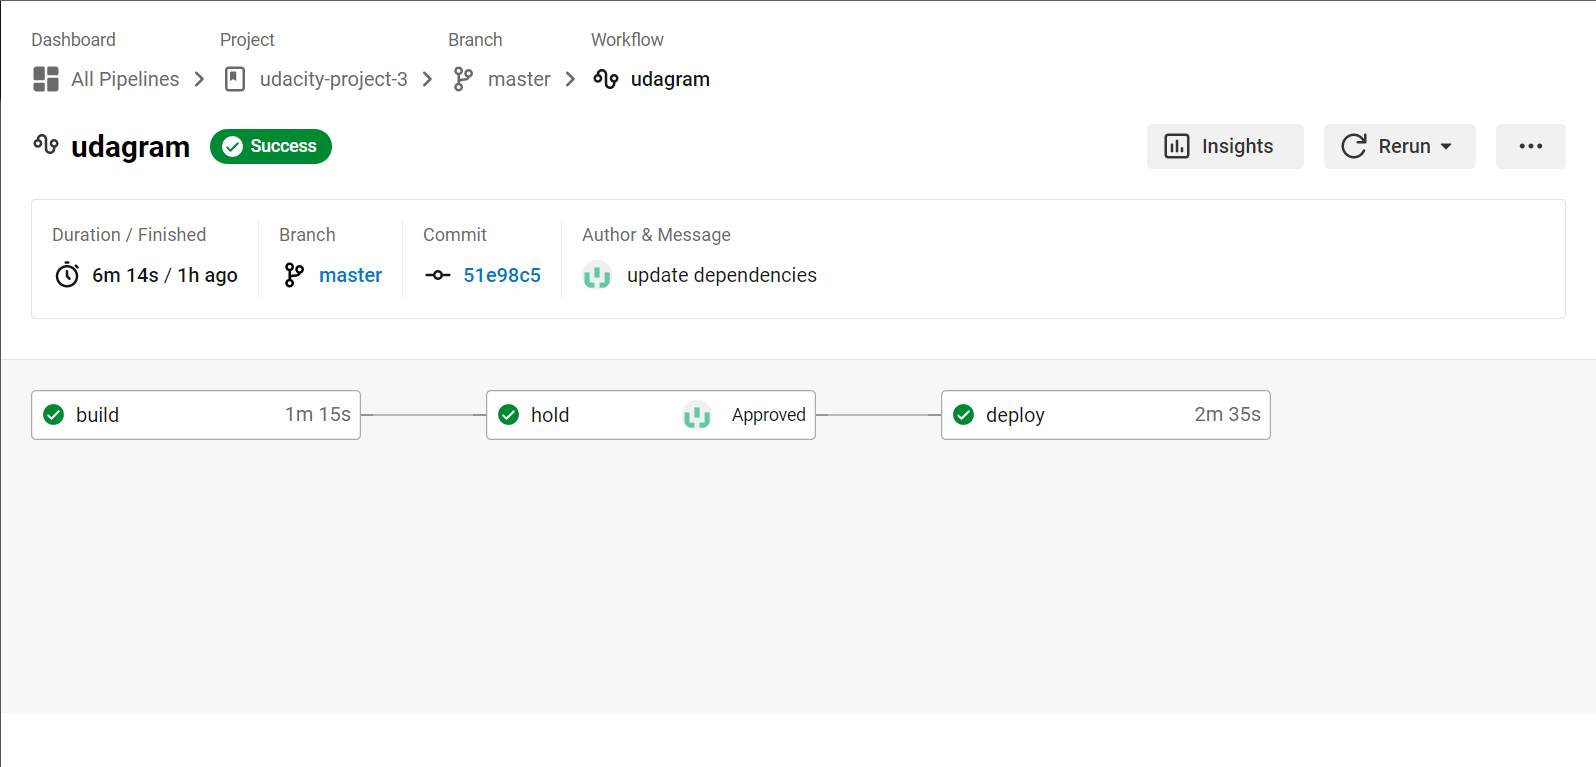 Dashboard Project Branch Workflow
All Pipelines udacity-project-3 master udagram
udagram Success Insights Rerun
Duration / Finished Branch Commit Author & Message
6m 14s / 1h ago master 51e98c5 update dependencies
build 1m 15s hold Approved deploy 2m 35s